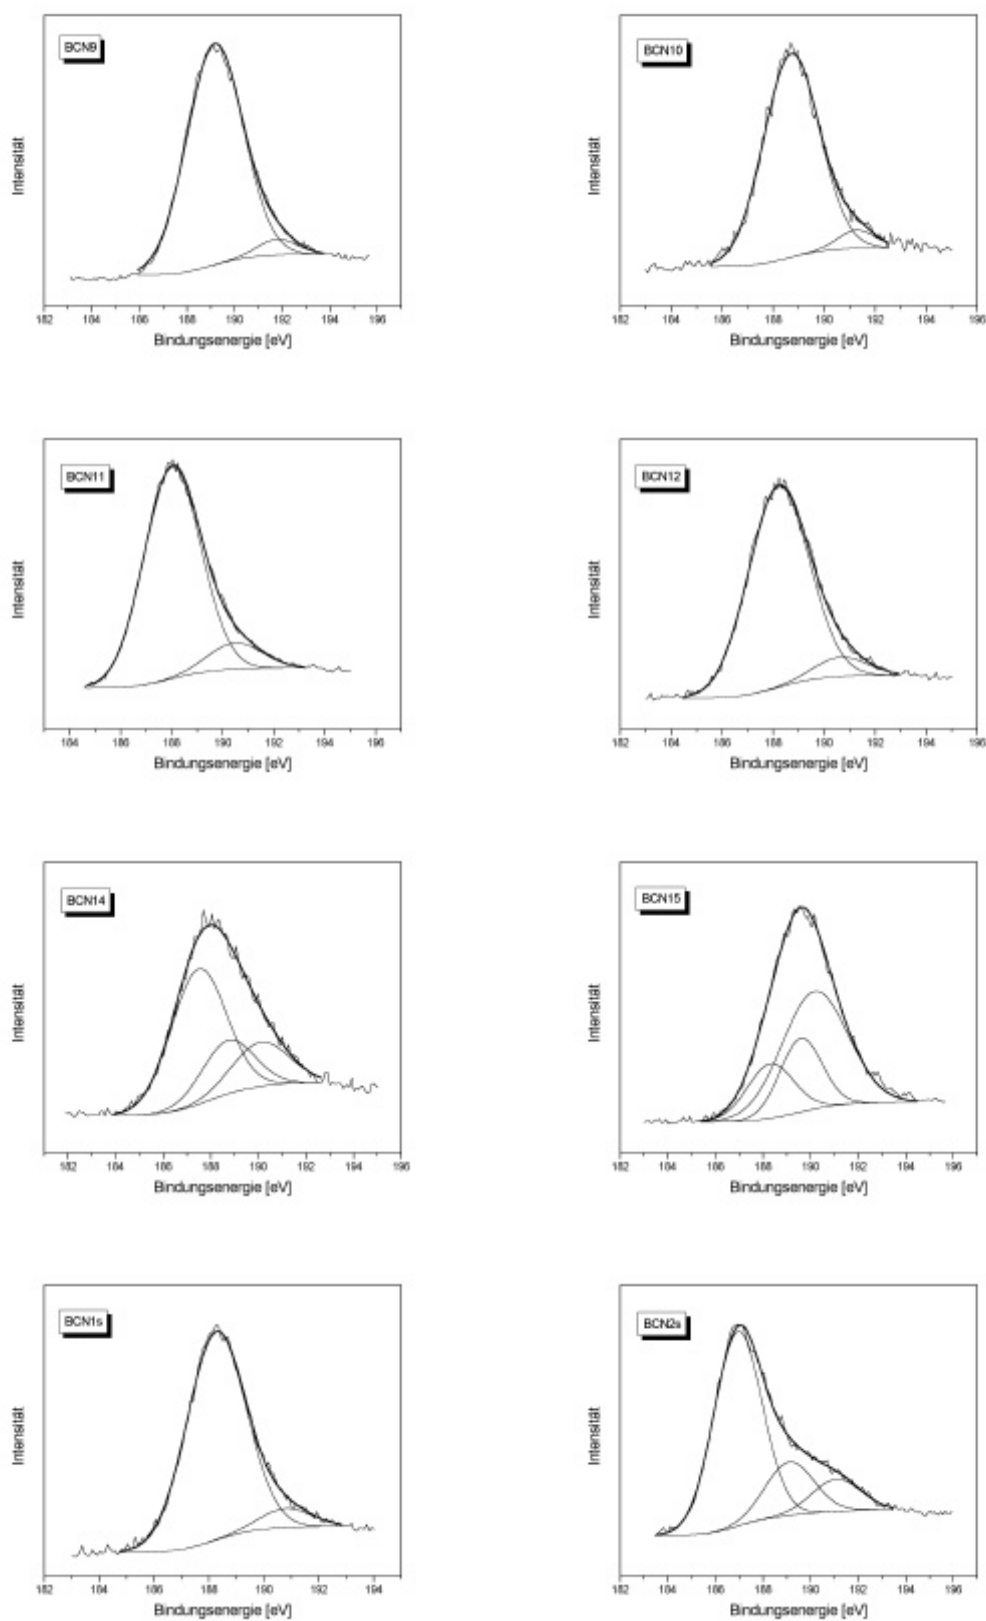 BCN9
Intensität
182 184 186 188 190 192 194 196
Bindungsenergie [eV]
BCN10
Intensität
182 184 186 188 190 192 194 196
Bindungsenergie [eV]
BCN11
Intensität
184 186 188 190 192 194 196
Bindungsenergie [eV]
BCN12
Intensität
182 184 186 188 190 192 194 196
Bindungsenergie [eV]
BCN14
Intensität
182 184 186 188 190 192 194 196
Bindungsenergie [eV]
BCN15
Intensität
182 184 186 188 190 192 194 196
Bindungsenergie [eV]
BCN1s
Intensität
182 184 186 188 190 192 194
Bindungsenergie [eV]
BCN2s
Intensität
182 184 186 188 190 192 194 196
Bindungsenergie [eV]